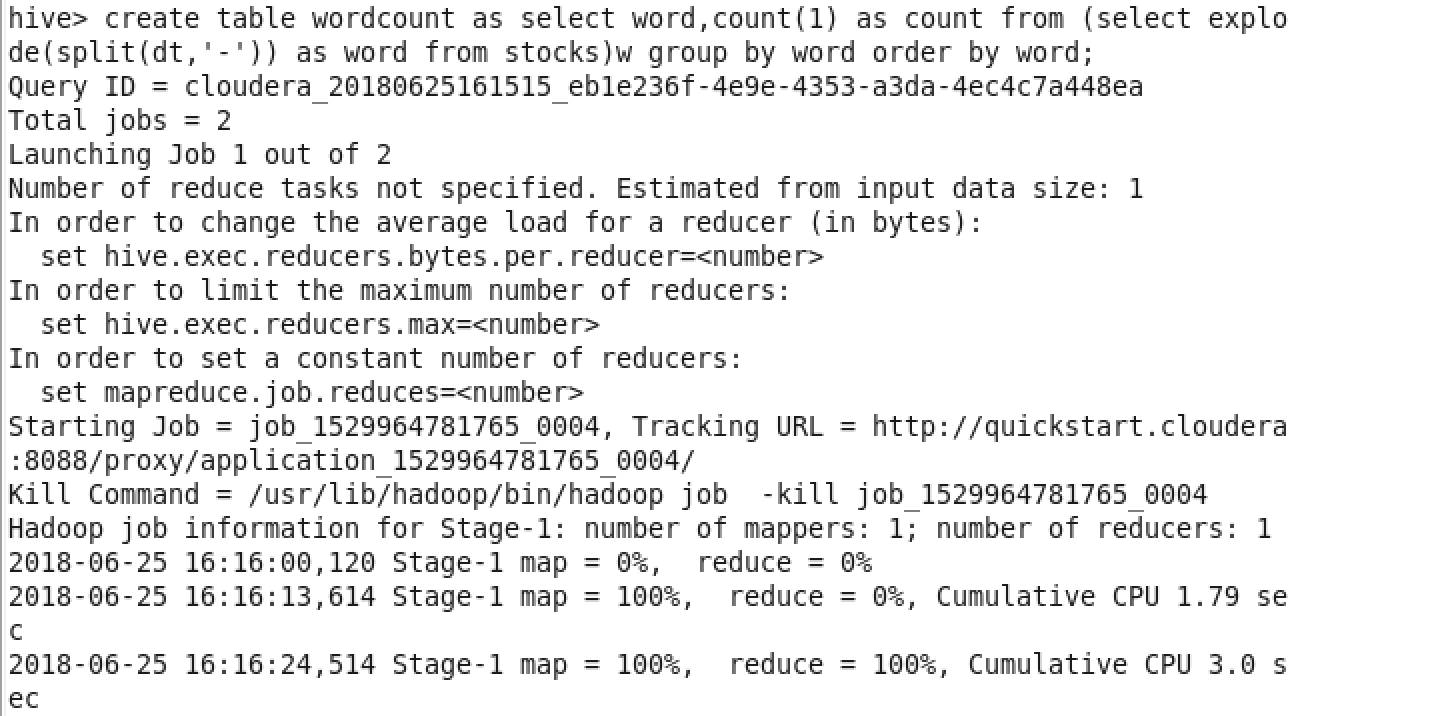 hive> create table wordcount as select word,count(1) as count from (select explo
de(split(dt,'-')) as word from stocks)w group by word order by word;
Query ID = cloudera_20180625161515_eb1e236f-4e9e-4353-a3da-4ec4c7a448ea
Total jobs = 2
Launching Job 1 out of 2
Number of reduce tasks not specified. Estimated from input data size: 1
In order to change the average load for a reducer (in bytes):
  set hive.exec.reducers.bytes.per.reducer=<number>
In order to limit the maximum number of reducers:
  set hive.exec.reducers.max=<number>
In order to set a constant number of reducers:
  set mapreduce.job.reduces=<number>
Starting Job = job_1529964781765_0004, Tracking URL = http://quickstart.cloudera
:8088/proxy/application_1529964781765_0004/
Kill Command = /usr/lib/hadoop/bin/hadoop job  -kill job_1529964781765_0004
Hadoop job information for Stage-1: number of mappers: 1; number of reducers: 1
2018-06-25 16:16:00,120 Stage-1 map = 0%,  reduce = 0%
2018-06-25 16:16:13,614 Stage-1 map = 100%,  reduce = 0%, Cumulative CPU 1.79 se
c
2018-06-25 16:16:24,514 Stage-1 map = 100%,  reduce = 100%, Cumulative CPU 3.0 s
ec